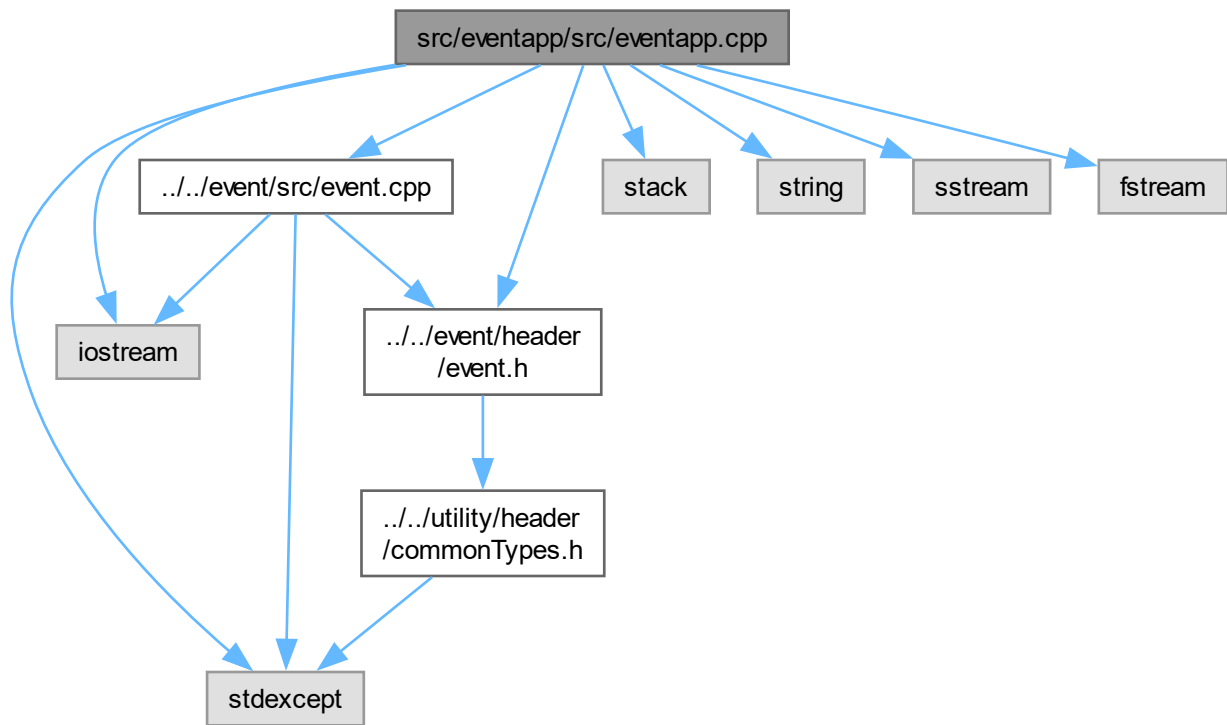 src/eventapp/src/eventapp.cpp
../../event/src/event.cpp
stack
string
sstream
fstream
iostream
../../event/header
/event.h
../../utility/header
/commonTypes.h
stdexcept